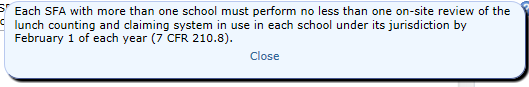 Each SFA with more than one school must perform no less than one on-site review of the
lunch counting and claiming system in use in each school under its jurisdiction by
February 1 of each year (7 CFR 210.8).
Close